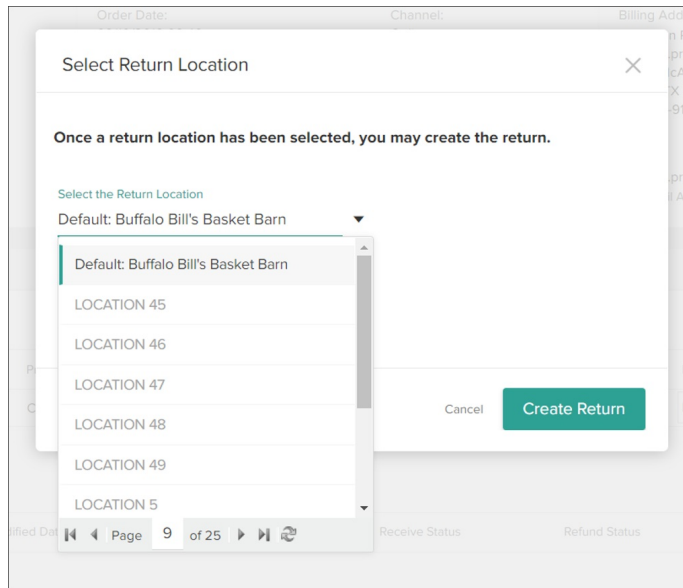 Order Date:
Channel:
Billing Add
Select Return Location
Once a return location has been selected, you may create the return.
Select the Return Location
Default: Buffalo Bill's Basket Barn
Default: Buffalo Bill's Basket Barn
LOCATION 45
LOCATION 46
LOCATION 47
LOCATION 48
LOCATION 49
LOCATION 5
Cancel
Create Return
Page 9 of 25
Receive Status
Refund Status